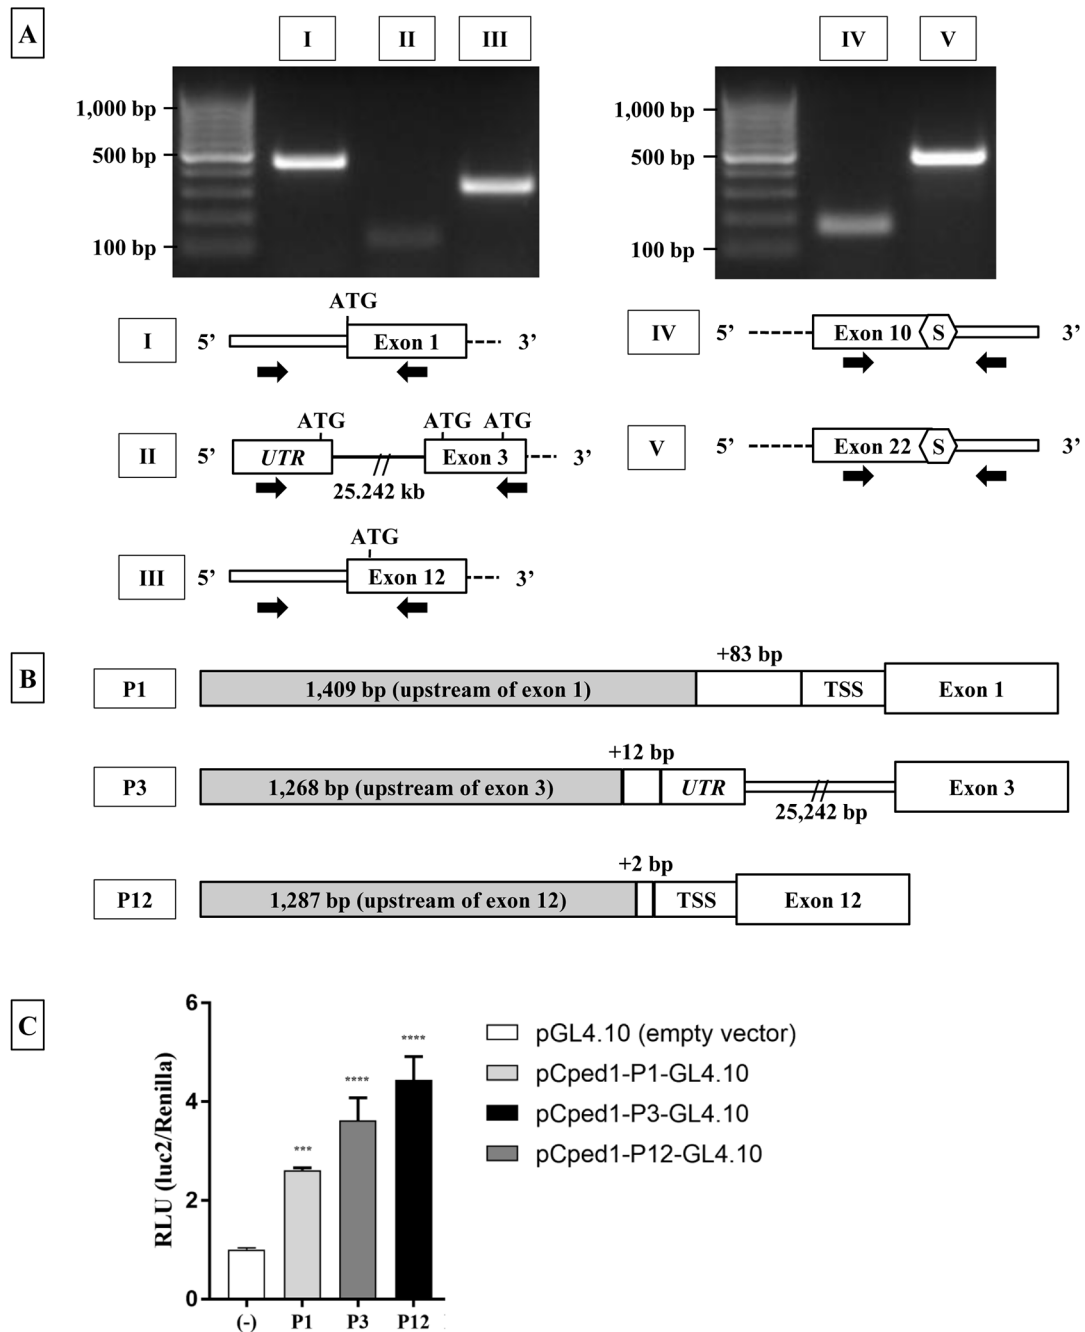 A
I II III
IV V
1,000 bp
500 bp
100 bp
1,000 bp
500 bp
100 bp
ATG
I 5’ Exon 1 3’
ATG ATG ATG
II 5’ UTR Exon 3 3’
25.242 kb
ATG
III 5’ Exon 12 3’
IV 5’ Exon 10 S 3’
V 5’ Exon 22 S 3’
B
+83 bp
P1 1,409 bp (upstream of exon 1) TSS Exon 1
+12 bp
P3 1,268 bp (upstream of exon 3) UTR Exon 3
25,242 bp
+2 bp
P12 1,287 bp (upstream of exon 12) TSS Exon 12
C
RLU (luc2/Renilla)
6
4
2
0
***
****
****
(-) P1 P3 P12
pGL4.10 (empty vector)
pCped1-P1-GL4.10
pCped1-P3-GL4.10
pCped1-P12-GL4.10